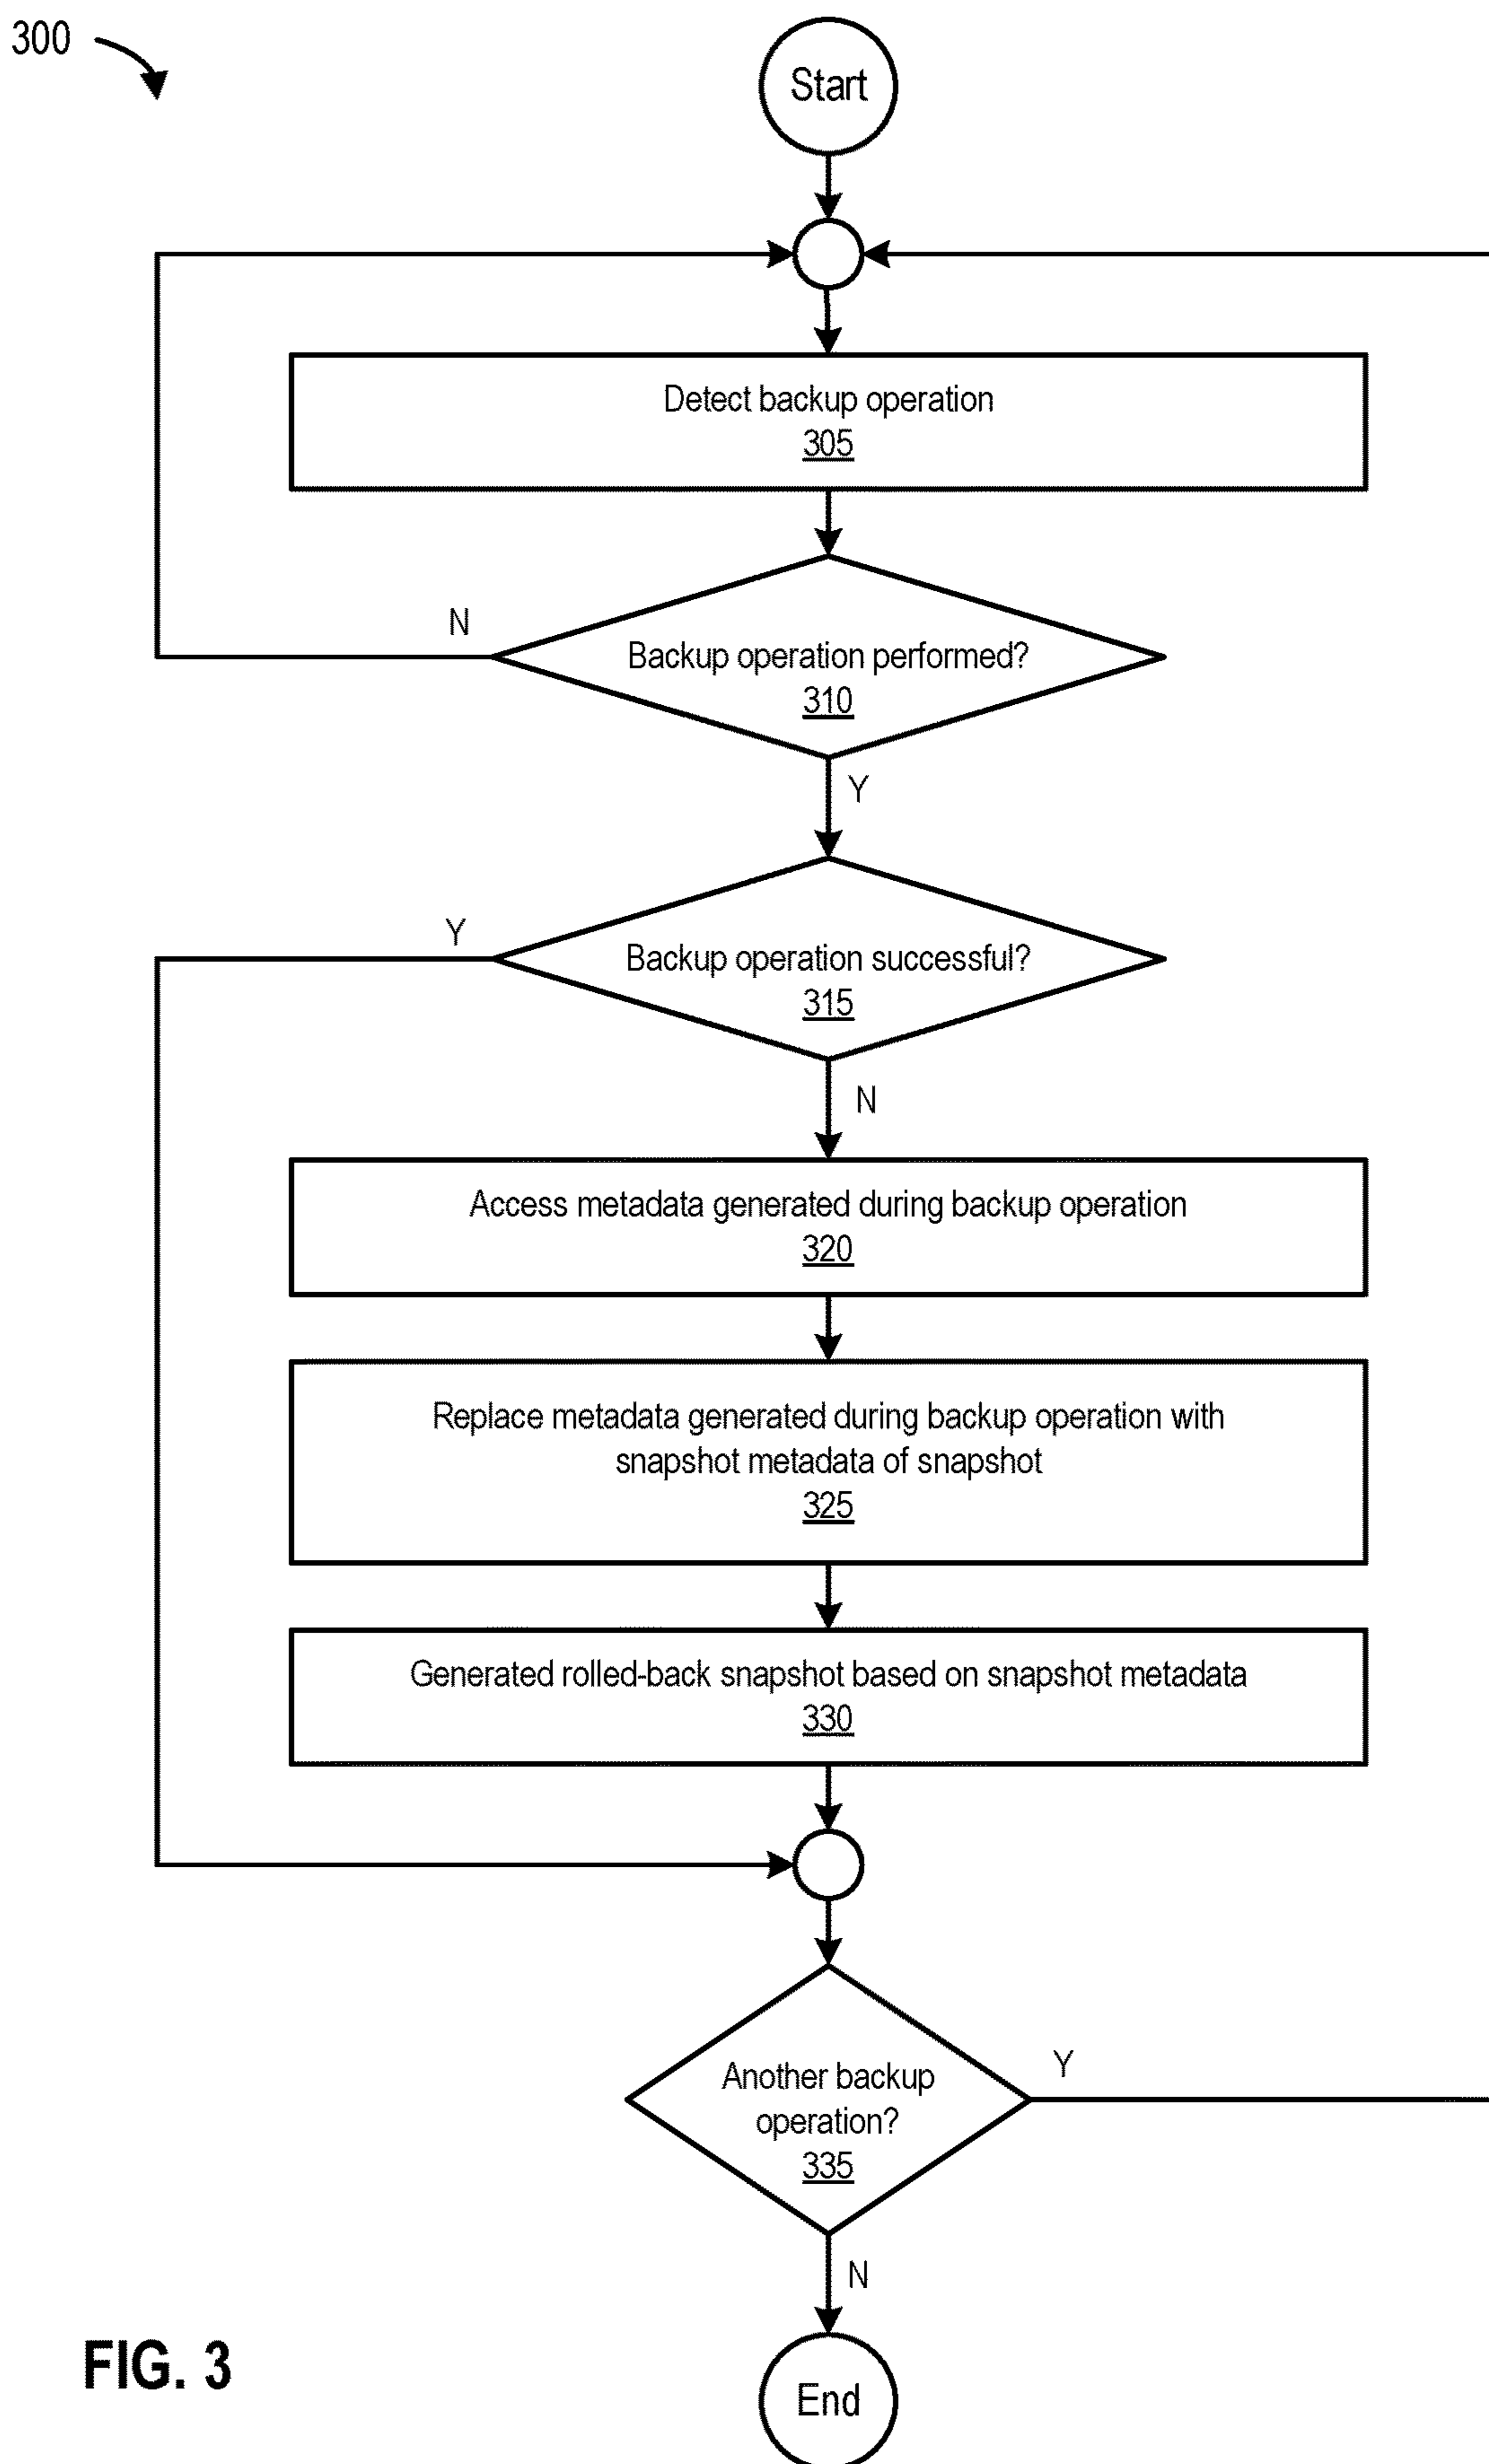 300
Start
Detect backup operation
305
N
Backup operation performed?
310
Y
Y
Backup operation successful?
315
N
Access metadata generated during backup operation
320
Replace metadata generated during backup operation with
snapshot metadata of snapshot
325
Generated rolled-back snapshot based on snapshot metadata
330
Another backup
operation?
335
Y
N
End
FIG. 3